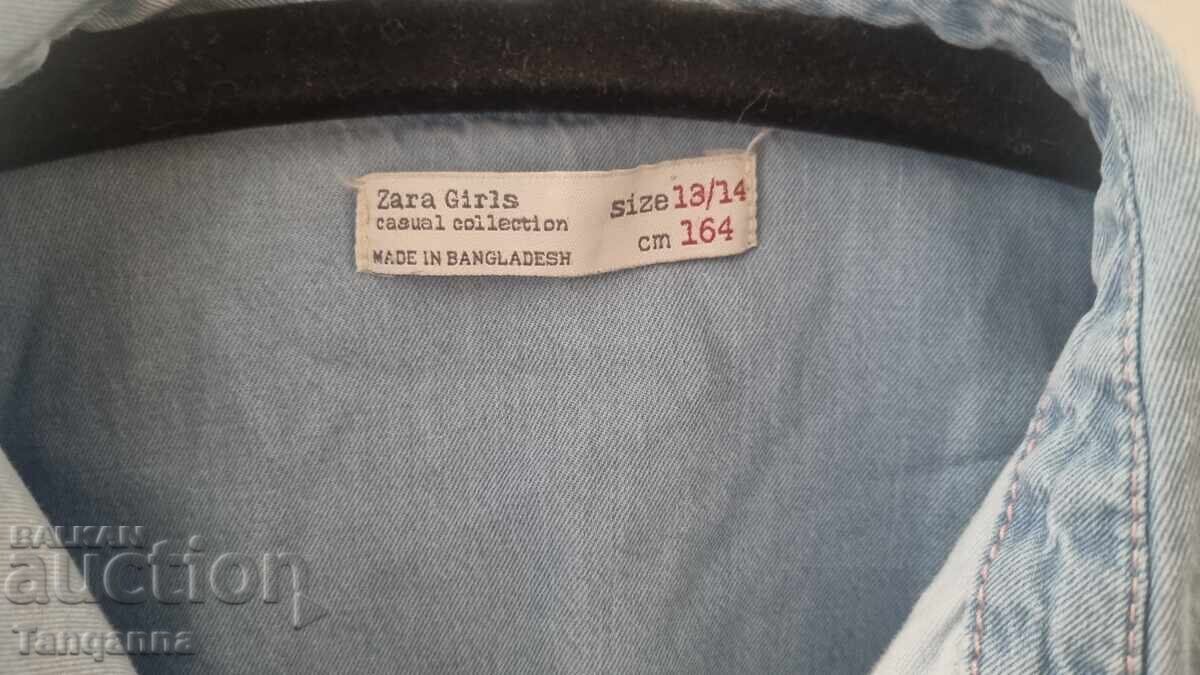 Zara Girls
casual collection
MADE IN BANGLADESH
size 13/14
cm 164
BALKAN
auction
Tanganna